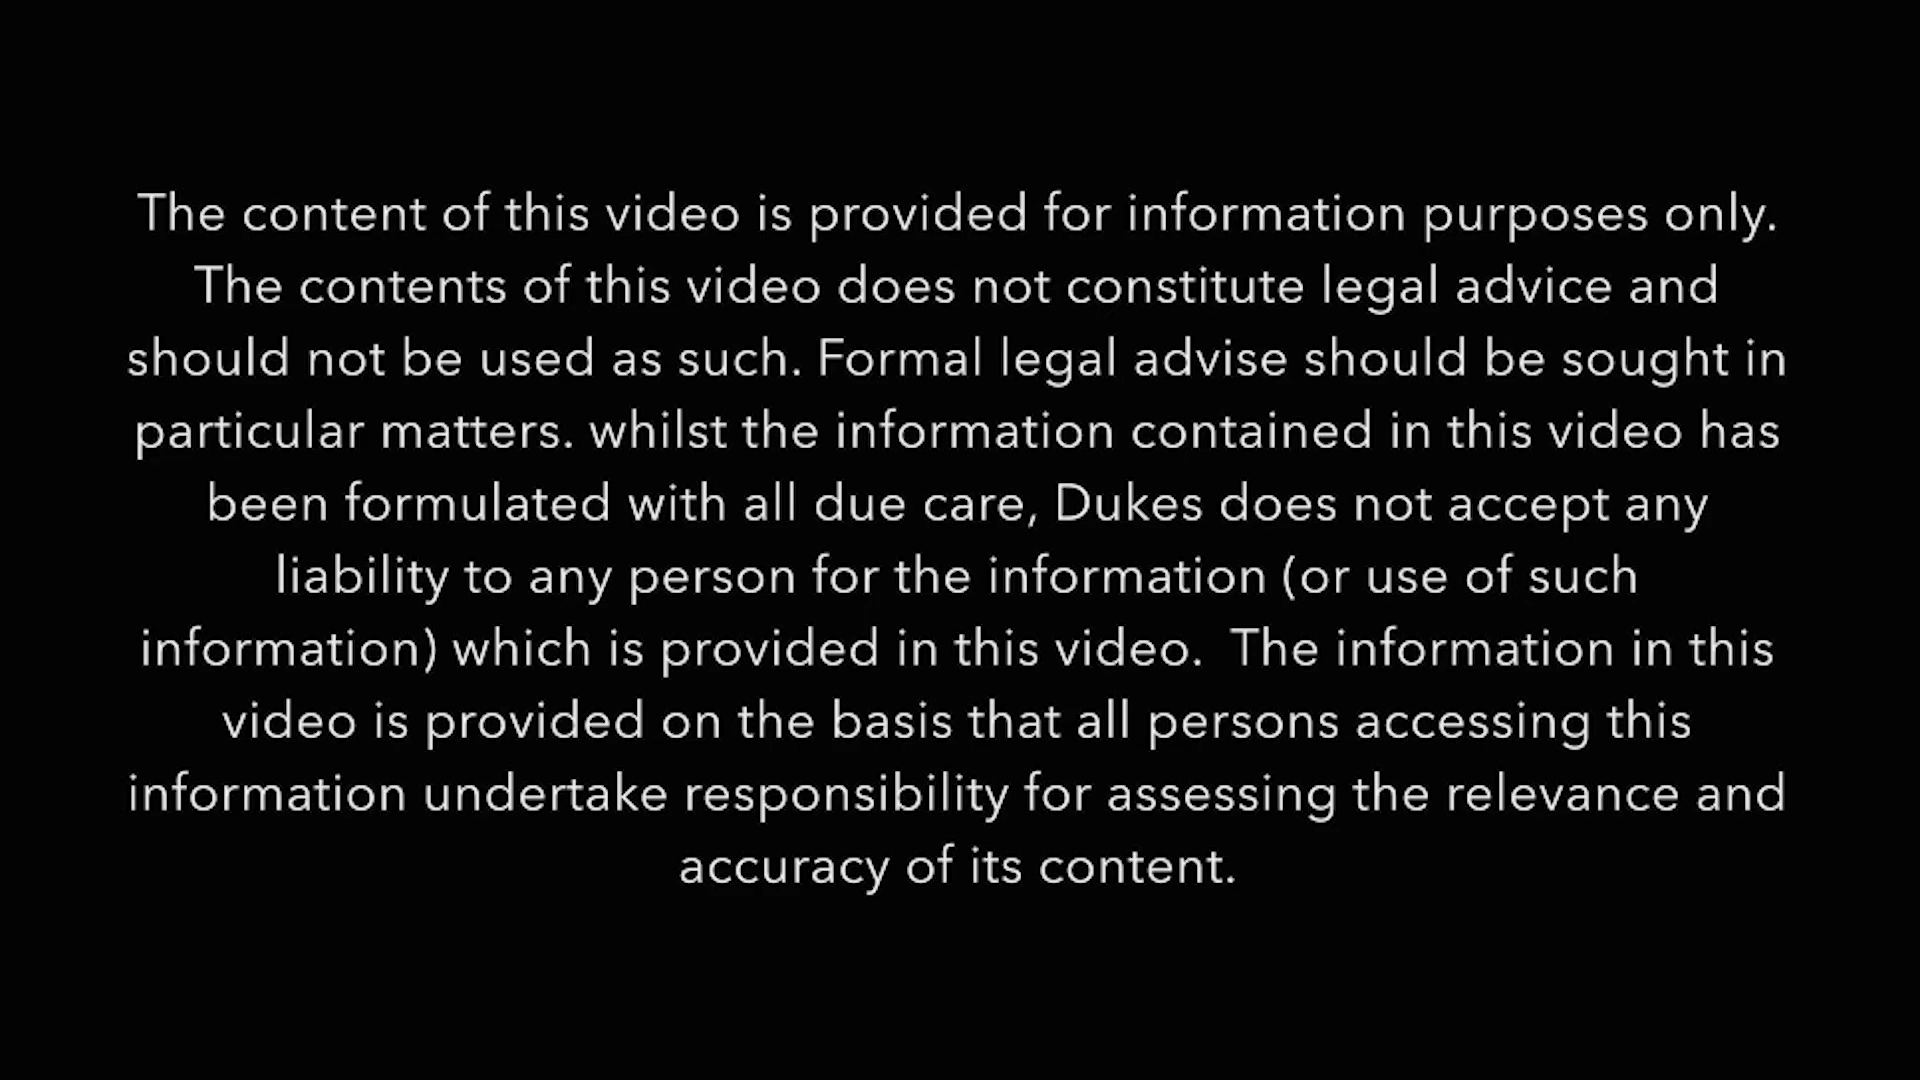 The content of this video is provided for information purposes only.
The contents of this video does not constitute legal advice and
should not be used as such. Formal legal advise should be sought in
particular matters. whilst the information contained in this video has
been formulated with all due care, Dukes does not accept any
liability to any person for the information (or use of such
information) which is provided in this video.  The information in this
video is provided on the basis that all persons accessing this
information undertake responsibility for assessing the relevance and
accuracy of its content.